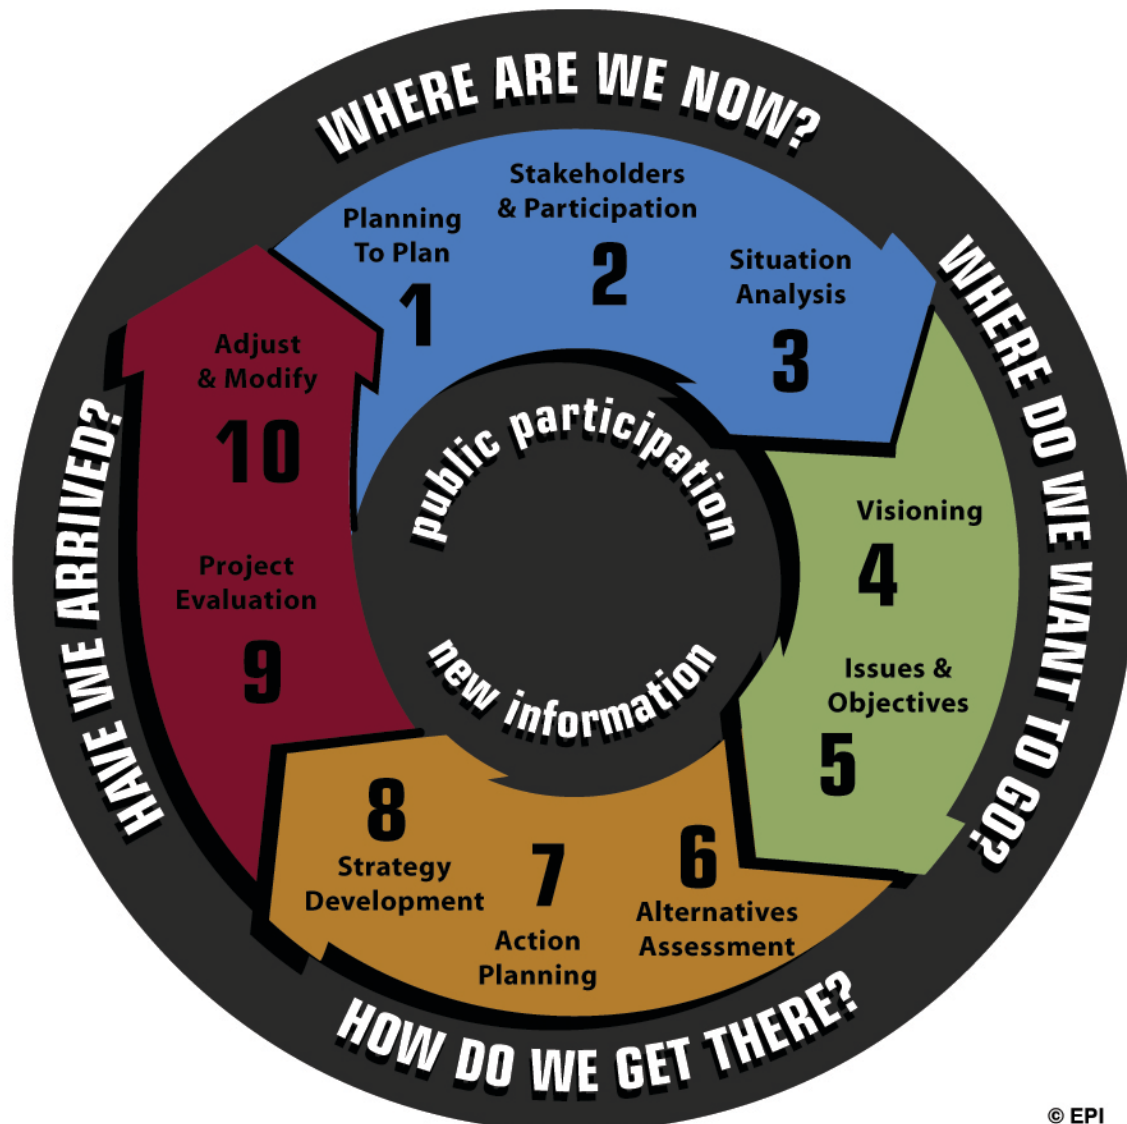 WHERE ARE WE NOW?
Planning
To Plan
1
Stakeholders
& Participation
2
Situation
Analysis
3
WHERE DO WE WANT TO GO?
Visioning
4
Issues &
Objectives
5
HOW DO WE GET THERE?
6
Alternatives
Assessment
7
Action
Planning
8
Strategy
Development
HAVE WE ARRIVED?
Project
Evaluation
9
Adjust
& Modify
10
public participation
new information
© EPI